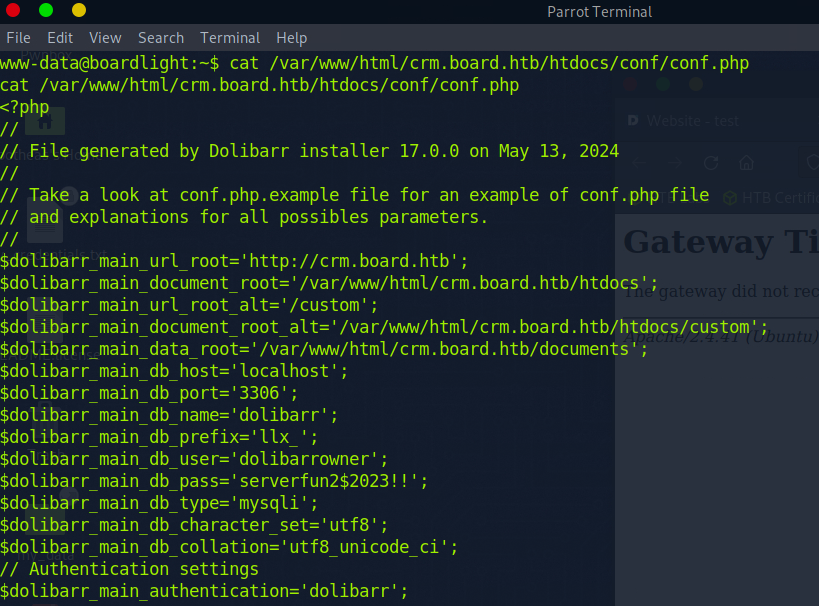 Parrot Terminal
File Edit View Search Terminal Help
www-data@boardlight:~$ cat /var/www/html/crm.board.htb/htdocs/conf/conf.php
cat /var/www/html/crm.board.htb/htdocs/conf/conf.php
<?php
//
// File generated by Dolibarr installer 17.0.0 on May 13, 2024
//
// Take a look at conf.php.example file for an example of conf.php file
// and explanations for all possibles parameters.
//
$dolibarr_main_url_root='http://crm.board.htb';
$dolibarr_main_document_root='/var/www/html/crm.board.htb/htdocs';
$dolibarr_main_url_root_alt='/custom';
$dolibarr_main_document_root_alt='/var/www/html/crm.board.htb/htdocs/custom';
$dolibarr_main_data_root='/var/www/html/crm.board.htb/documents';
$dolibarr_main_db_host='localhost';
$dolibarr_main_db_port='3306';
$dolibarr_main_db_name='dolibarr';
$dolibarr_main_db_prefix='llx_';
$dolibarr_main_db_user='dolibarrowner';
$dolibarr_main_db_pass='serverfun2$2023!!';
$dolibarr_main_db_type='mysqli';
$dolibarr_main_db_character_set='utf8';
$dolibarr_main_db_collation='utf8_unicode_ci';
// Authentication settings
$dolibarr_main_authentication='dolibarr';
Website - test
HTB Certifi
Gateway Ti
The gateway did not rec
Apache/2.4.41 (Ubuntu)